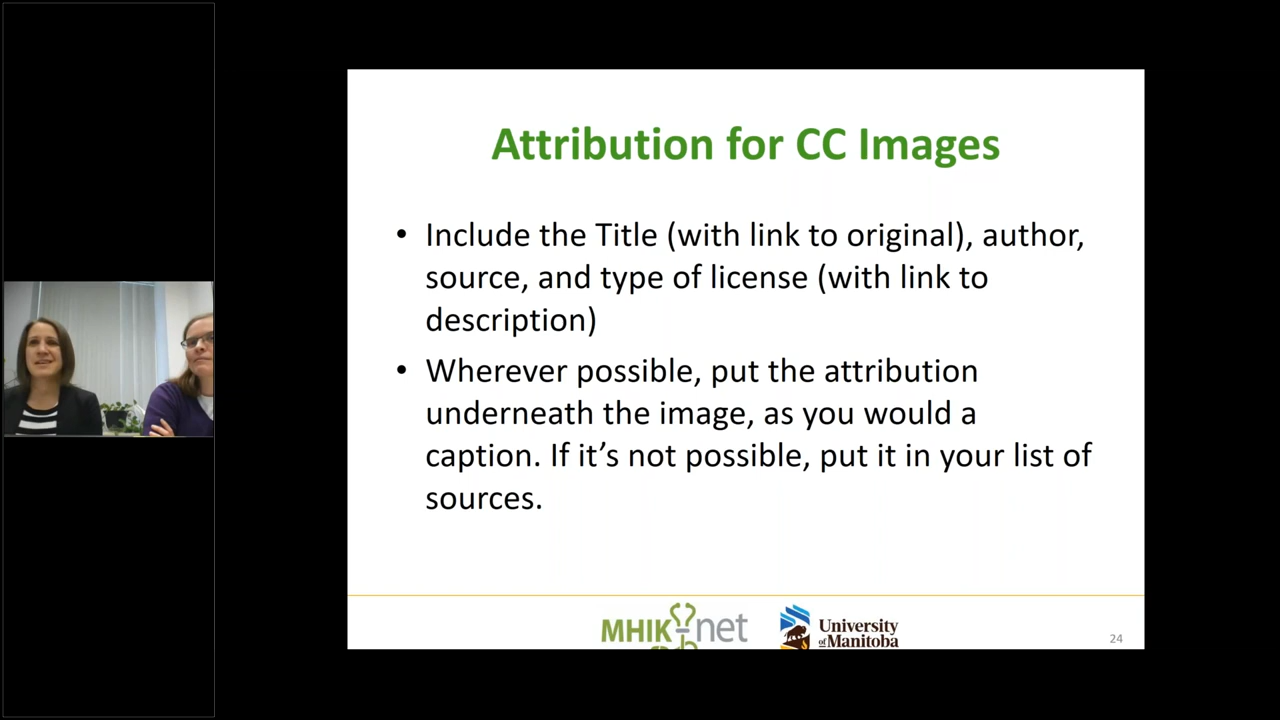 Attribution for CC Images
• Include the Title (with link to original), author,
source, and type of license (with link to
description)
• Wherever possible, put the attribution
underneath the image, as you would a
caption. If it’s not possible, put it in your list of
sources.
MHIK-net
University
of Manitoba
24